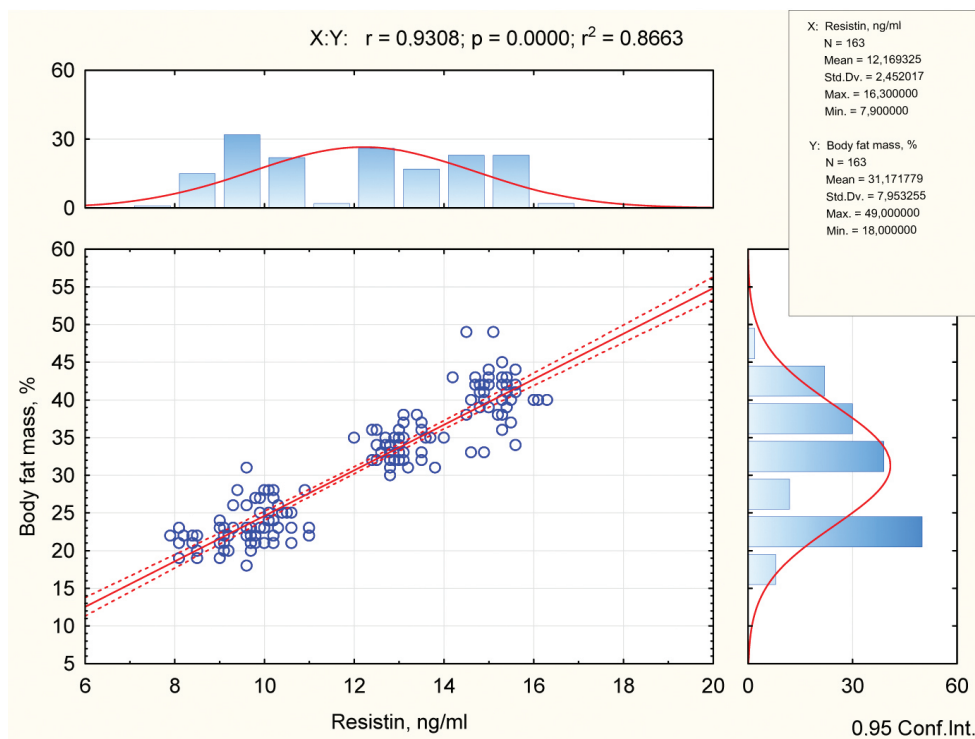 X:Y: r = 0.9308; p = 0.0000; r² = 0.8663
X: Resistin, ng/ml
N = 163
Mean = 12,169325
Std.Dv. = 2,452017
Max. = 16,300000
Min. = 7,900000
Y: Body fat mass, %
N = 163
Mean = 31,171779
Std.Dv. = 7,953255
Max. = 49,000000
Min. = 18,000000
60
30
0
60
55
50
45
40
35
30
25
20
15
10
5
Body fat mass, %
6 8 10 12 14 16 18 20
Resistin, ng/ml
0 30 60
0.95 Conf.Int.